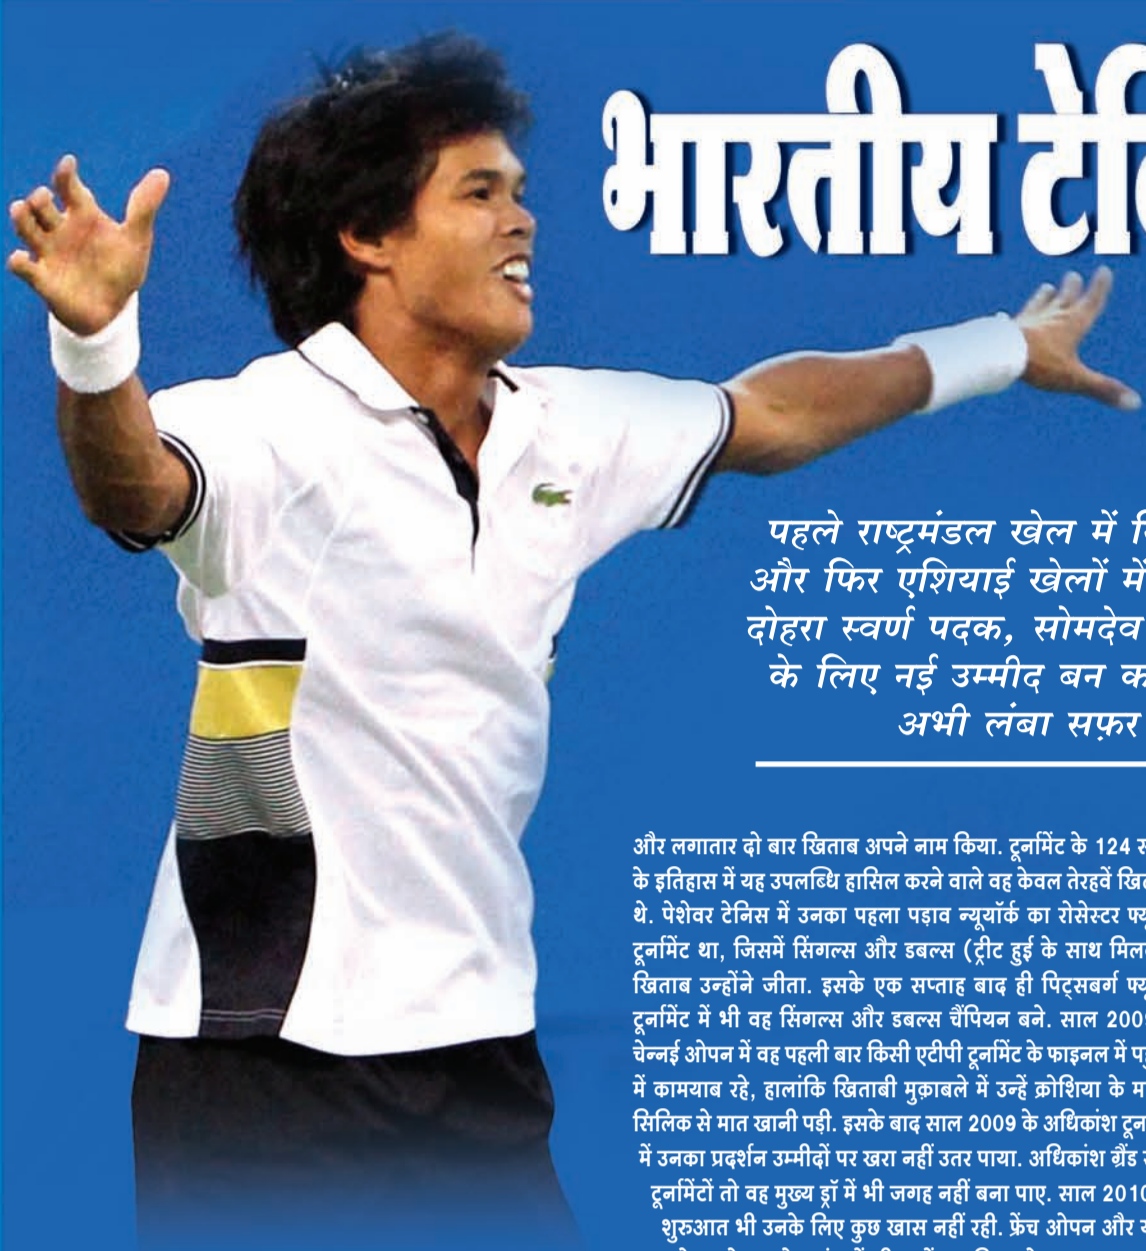 भारतीय
पहले राष्ट्रमंडल खेल में
और फिर एशियाई खेलों में
दोहरा स्वर्ण पदक, सोमदेव
के लिए नई उम्मीद बन
अभी लंबा सफ़र
और लगातार दो बार खिताब अपने नाम किया. टूर्नामेंट के 124
के इतिहास में यह उपलब्धि हासिल करने वाले वह केवल तेरहवें
थे. पेशेवर टेनिस में उनका पहला पड़ाव न्यूयॉर्क का रोसेस्टर
टूर्नामेंट था, जिसमें सिंगल्स और डबल्स (ट्रीट हुई के साथ
खिताब उन्होंने जीता. इसके एक सप्ताह बाद ही पिट्सबर्ग
टूर्नामेंट में भी वह सिंगल्स और डबल्स चैंपियन बने. साल 2009
चेन्नई ओपन में वह पहली बार किसी एटीपी टूर्नामेंट के फाइनल में
में कामयाब रहे, हालांकि खिताबी मुक़ाबले में उन्हें क्रोशिया के
सिलिक से मात खानी पड़ी. इसके बाद साल 2009 के अधिकांश
में उनका प्रदर्शन उम्मीदों पर खरा नहीं उतर पाया. अधिकांश ग्रैंड
टूर्नामेंटों तो वह मुख्य ड्रॉ में भी जगह नहीं बना पाए. साल 2010
शुरुआत भी उनके लिए कुछ खास नहीं रही. फ्रेंच ओपन और